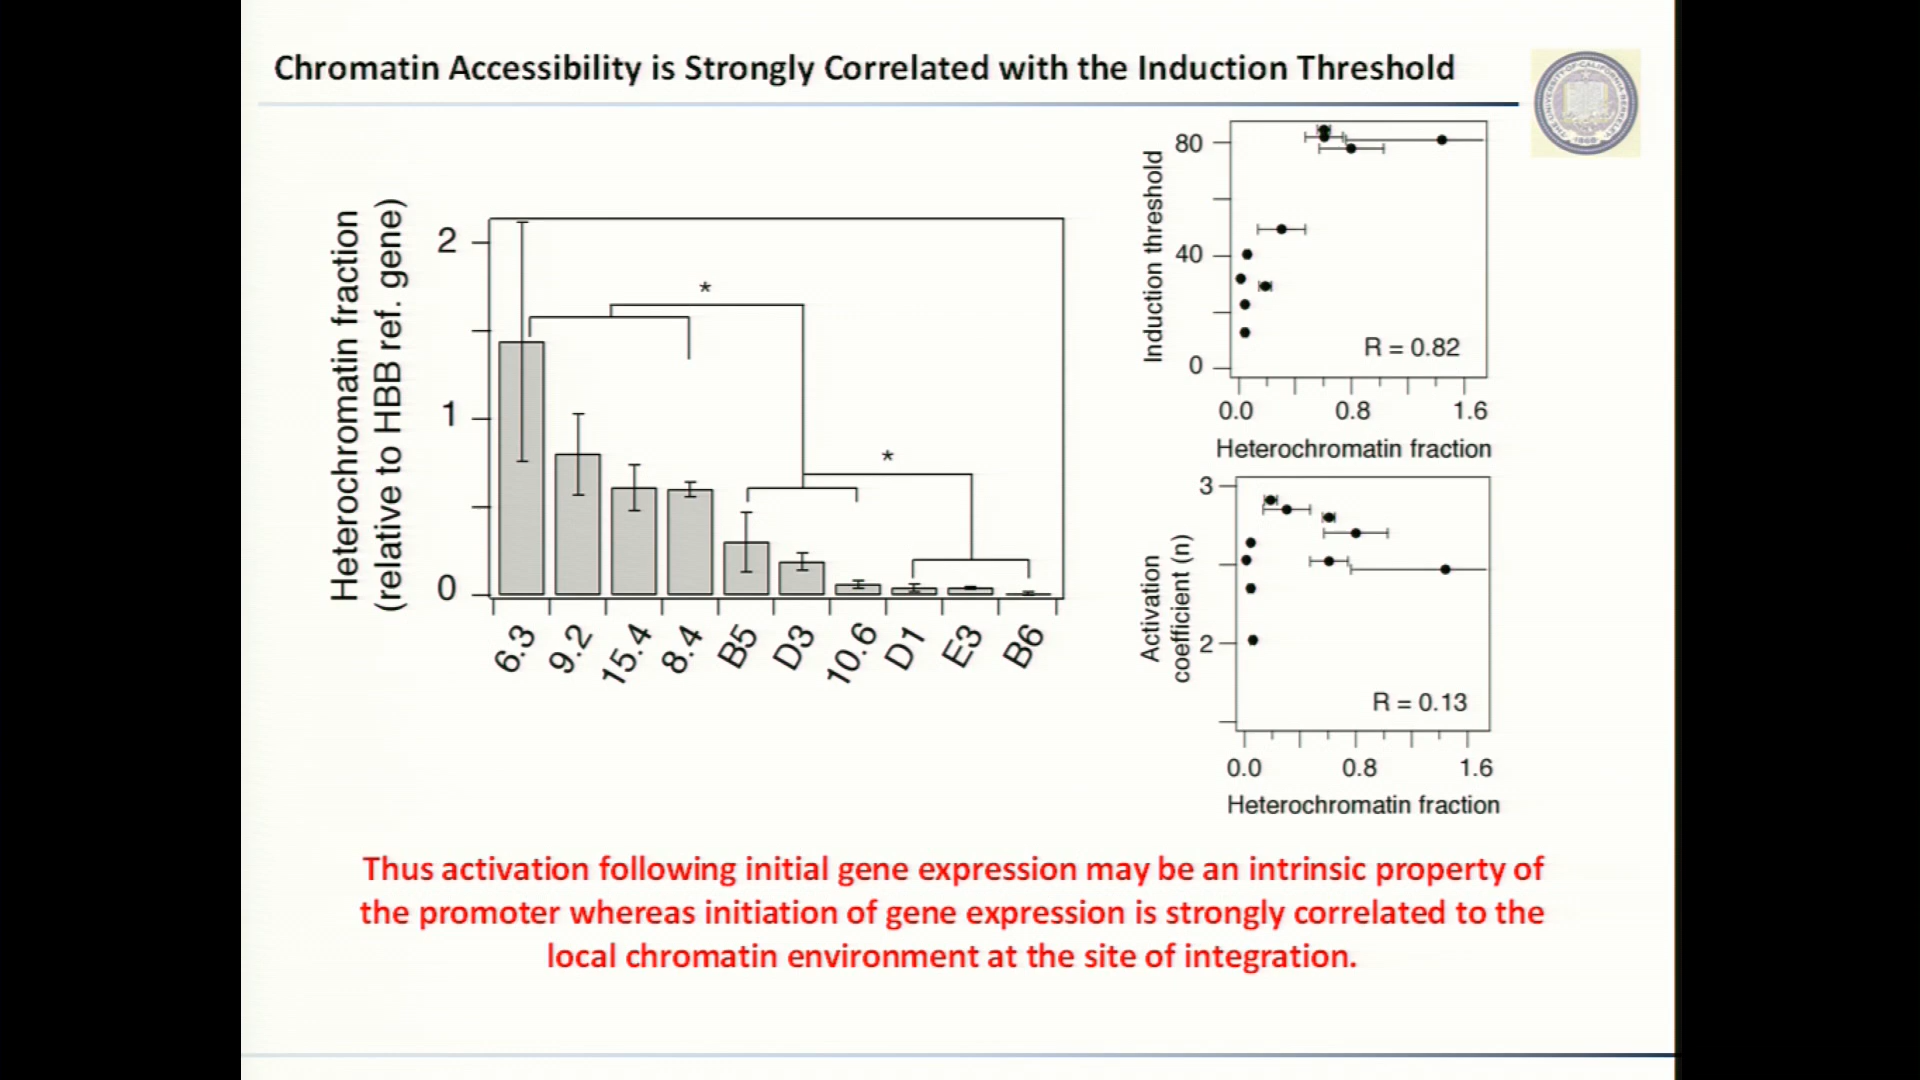 Chromatin Accessibility is Strongly Correlated with the Induction Threshold
Heterochromatin fraction
(relative to HBB ref. gene)
2
1
0
*
*
6.3
9.2
15.4
8.4
B5
D3
10.6
D1
E3
B6
Induction threshold
80
40
0
R = 0.82
0.0
0.8
1.6
Heterochromatin fraction
Activation
coefficient (n)
3
2
R = 0.13
0.0
0.8
1.6
Heterochromatin fraction
Thus activation following initial gene expression may be an intrinsic property of
the promoter whereas initiation of gene expression is strongly correlated to the
local chromatin environment at the site of integration.